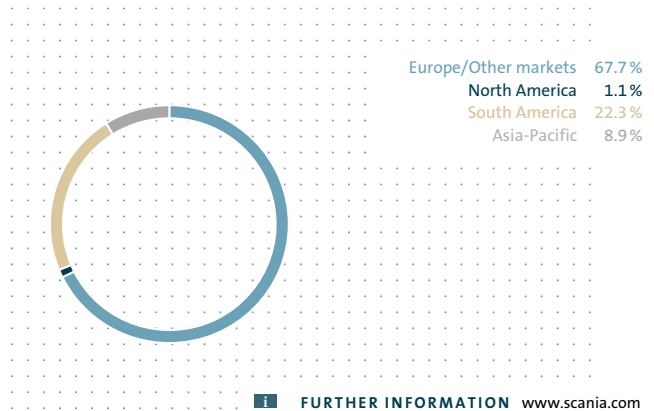 Europe/Other markets 67.7 %
North America 1.1 %
South America 22.3 %
Asia-Pacific 8.9 %
i FURTHER INFORMATION www.scania.com